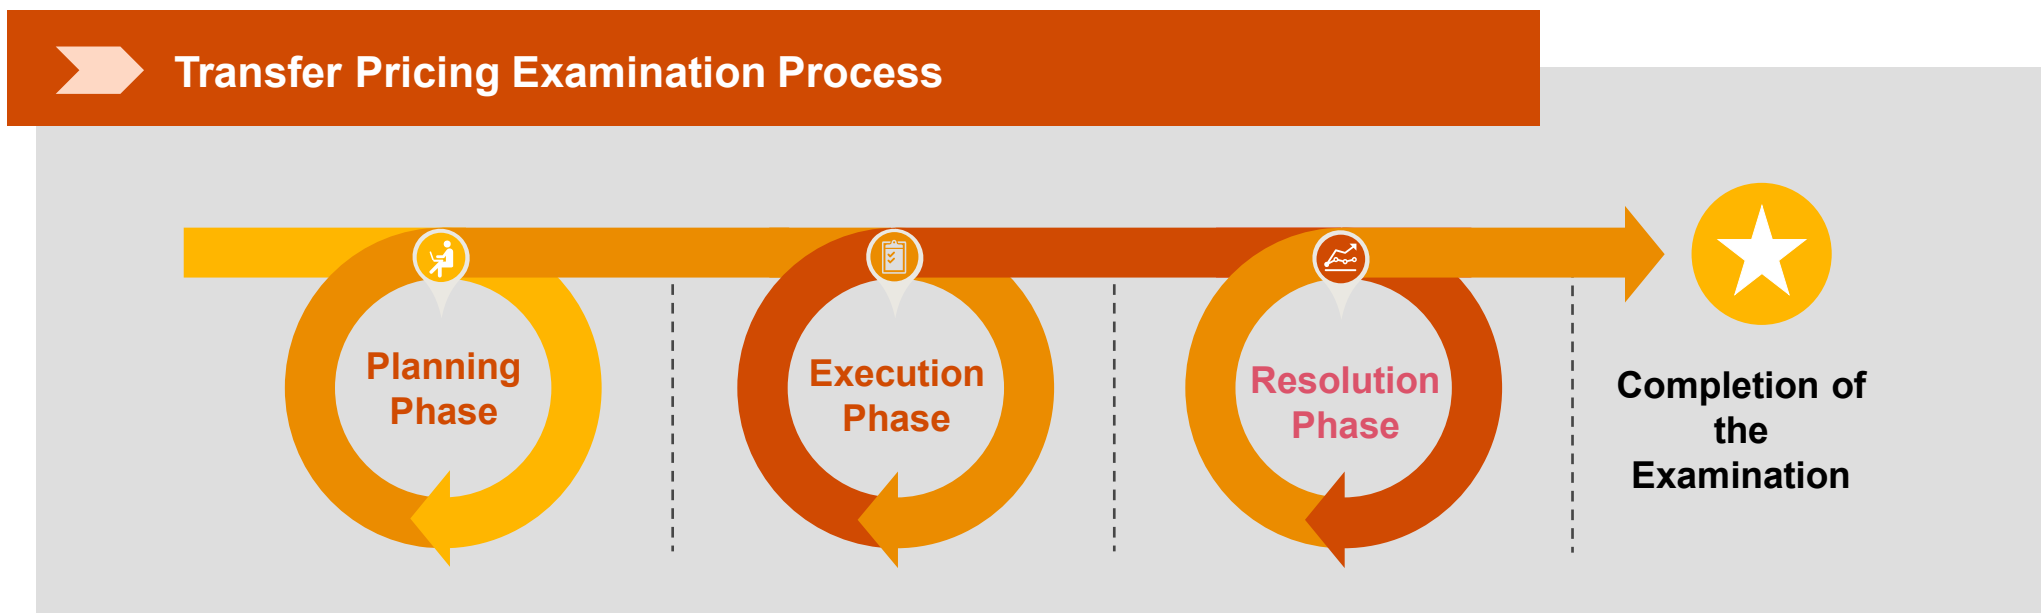 Transfer Pricing Examination Process
Planning
Phase
Execution
Phase
Resolution
Phase
Completion of
the
Examination